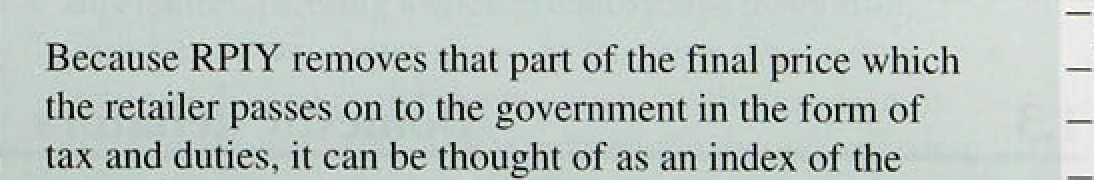 Because RPIY removes that part of the final price which
the retailer passes on to the government in the form of
tax and duties, it can be thought of as an index of the